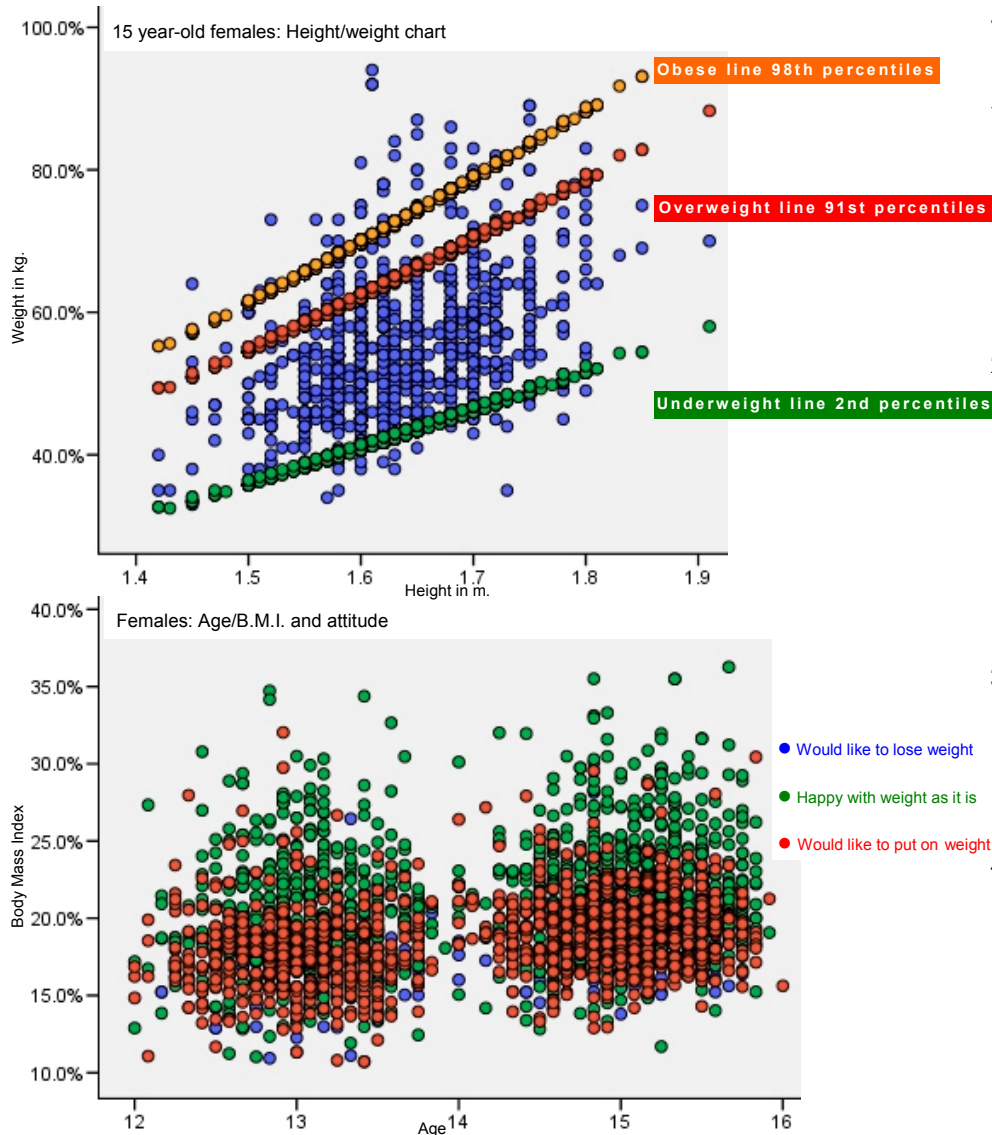 100.0%
15 year-old females: Height/weight chart
Obese line 98th percentiles
80.0%
Overweight line 91st percentiles
Weight in kg.
60.0%
Underweight line 2nd percentiles
40.0%
1.4 1.5 1.6 1.7 1.8 1.9
Height in m.
40.0%
Females: Age/B.M.I. and attitude
35.0%
Would like to lose weight
30.0%
Happy with weight as it is
Would like to put on weight
25.0%
Body Mass Index
20.0%
15.0%
10.0%
12 13 14 15 16
Age